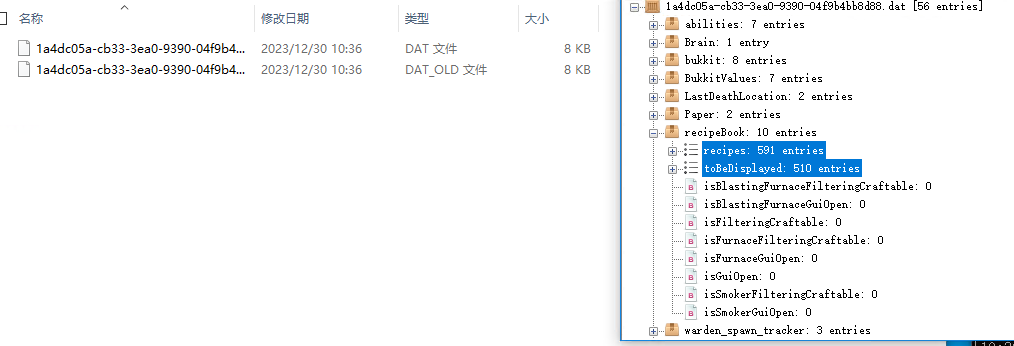 名称 修改日期 类型 大小
1a4dc05a-cb33-3ea0-9390-04f9b4... 2023/12/30 10:36 DAT 文件 8 KB
1a4dc05a-cb33-3ea0-9390-04f9b4... 2023/12/30 10:36 DAT_OLD 文件 8 KB
1a4dc05a-cb33-3ea0-9390-04f9b4bb8d88.dat [56 entries]
abilities: 7 entries
Brain: 1 entry
bukkit: 8 entries
BukkitValues: 7 entries
LastDeathLocation: 2 entries
Paper: 2 entries
recipeBook: 10 entries
recipes: 591 entries
toBeDisplayed: 510 entries
isBlastingFurnaceFilteringCraftable: 0
isBlastingFurnaceGuiOpen: 0
isFilteringCraftable: 0
isFurnaceFilteringCraftable: 0
isFurnaceGuiOpen: 0
isGuiOpen: 0
isSmokerFilteringCraftable: 0
isSmokerGuiOpen: 0
warden_spawn_tracker: 3 entries